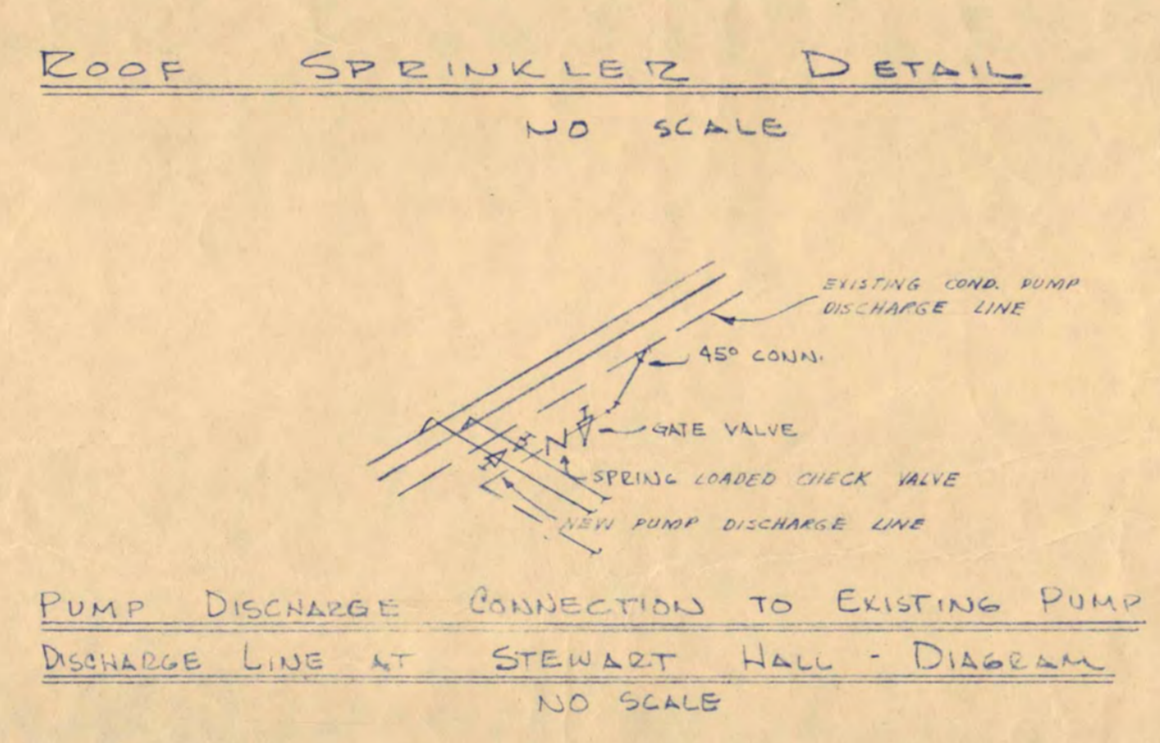 ROOF SPRINKLER DETAIL
NO SCALE
EXISTING COND. PUMP
DISCHARGE LINE
45° CONN.
GATE VALVE
SPRING LOADED CHECK VALVE
NEW PUMP DISCHARGE LINE
PUMP DISCHARGE CONNECTION TO EXISTING PUMP
DISCHARGE LINE AT STEWART HALL - DIAGRAM
NO SCALE